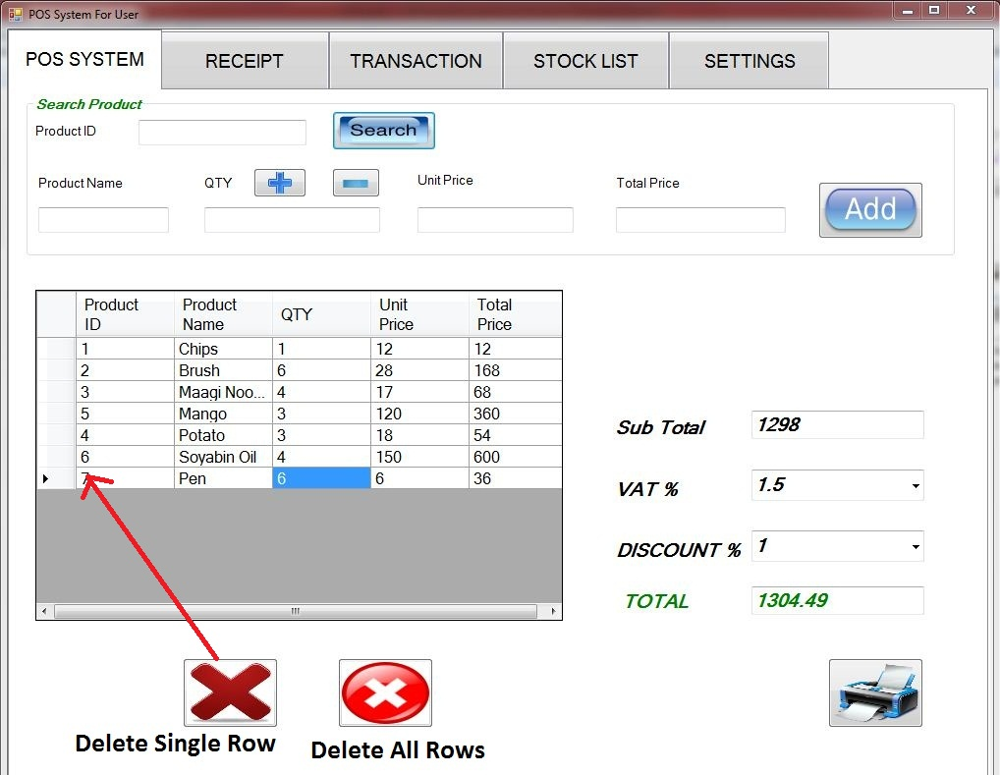 POS System For User
POS SYSTEM RECEIPT TRANSACTION STOCK LIST SETTINGS
Search Product
Product ID Search
Product Name QTY Unit Price Total Price
Add
Product ID Product Name QTY Unit Price Total Price
1 Chips 1 12 12
2 Brush 6 28 168
3 Maagi Noo... 4 17 68
5 Mango 3 120 360
4 Potato 3 18 54
6 Soyabin Oil 4 150 600
7 Pen 6 6 36
Sub Total 1298
VAT % 1.5
DISCOUNT % 1
TOTAL 1304.49
Delete Single Row
Delete All Rows